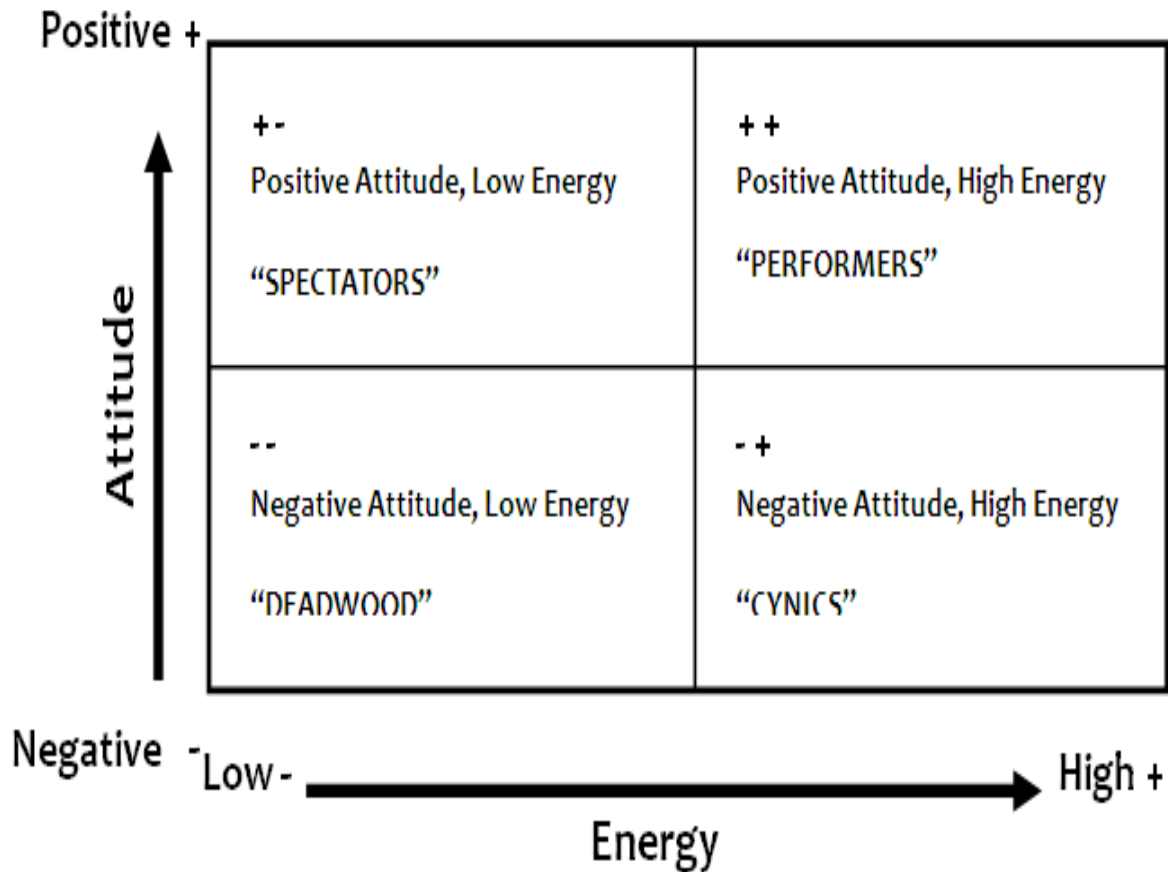 Positive +
+ -
Positive Attitude, Low Energy
“SPECTATORS”
+ +
Positive Attitude, High Energy
“PERFORMERS”
Attitude
- -
Negative Attitude, Low Energy
“DEADWOOD”
- +
Negative Attitude, High Energy
“CYNICS”
Negative -
Low -
High +
Energy